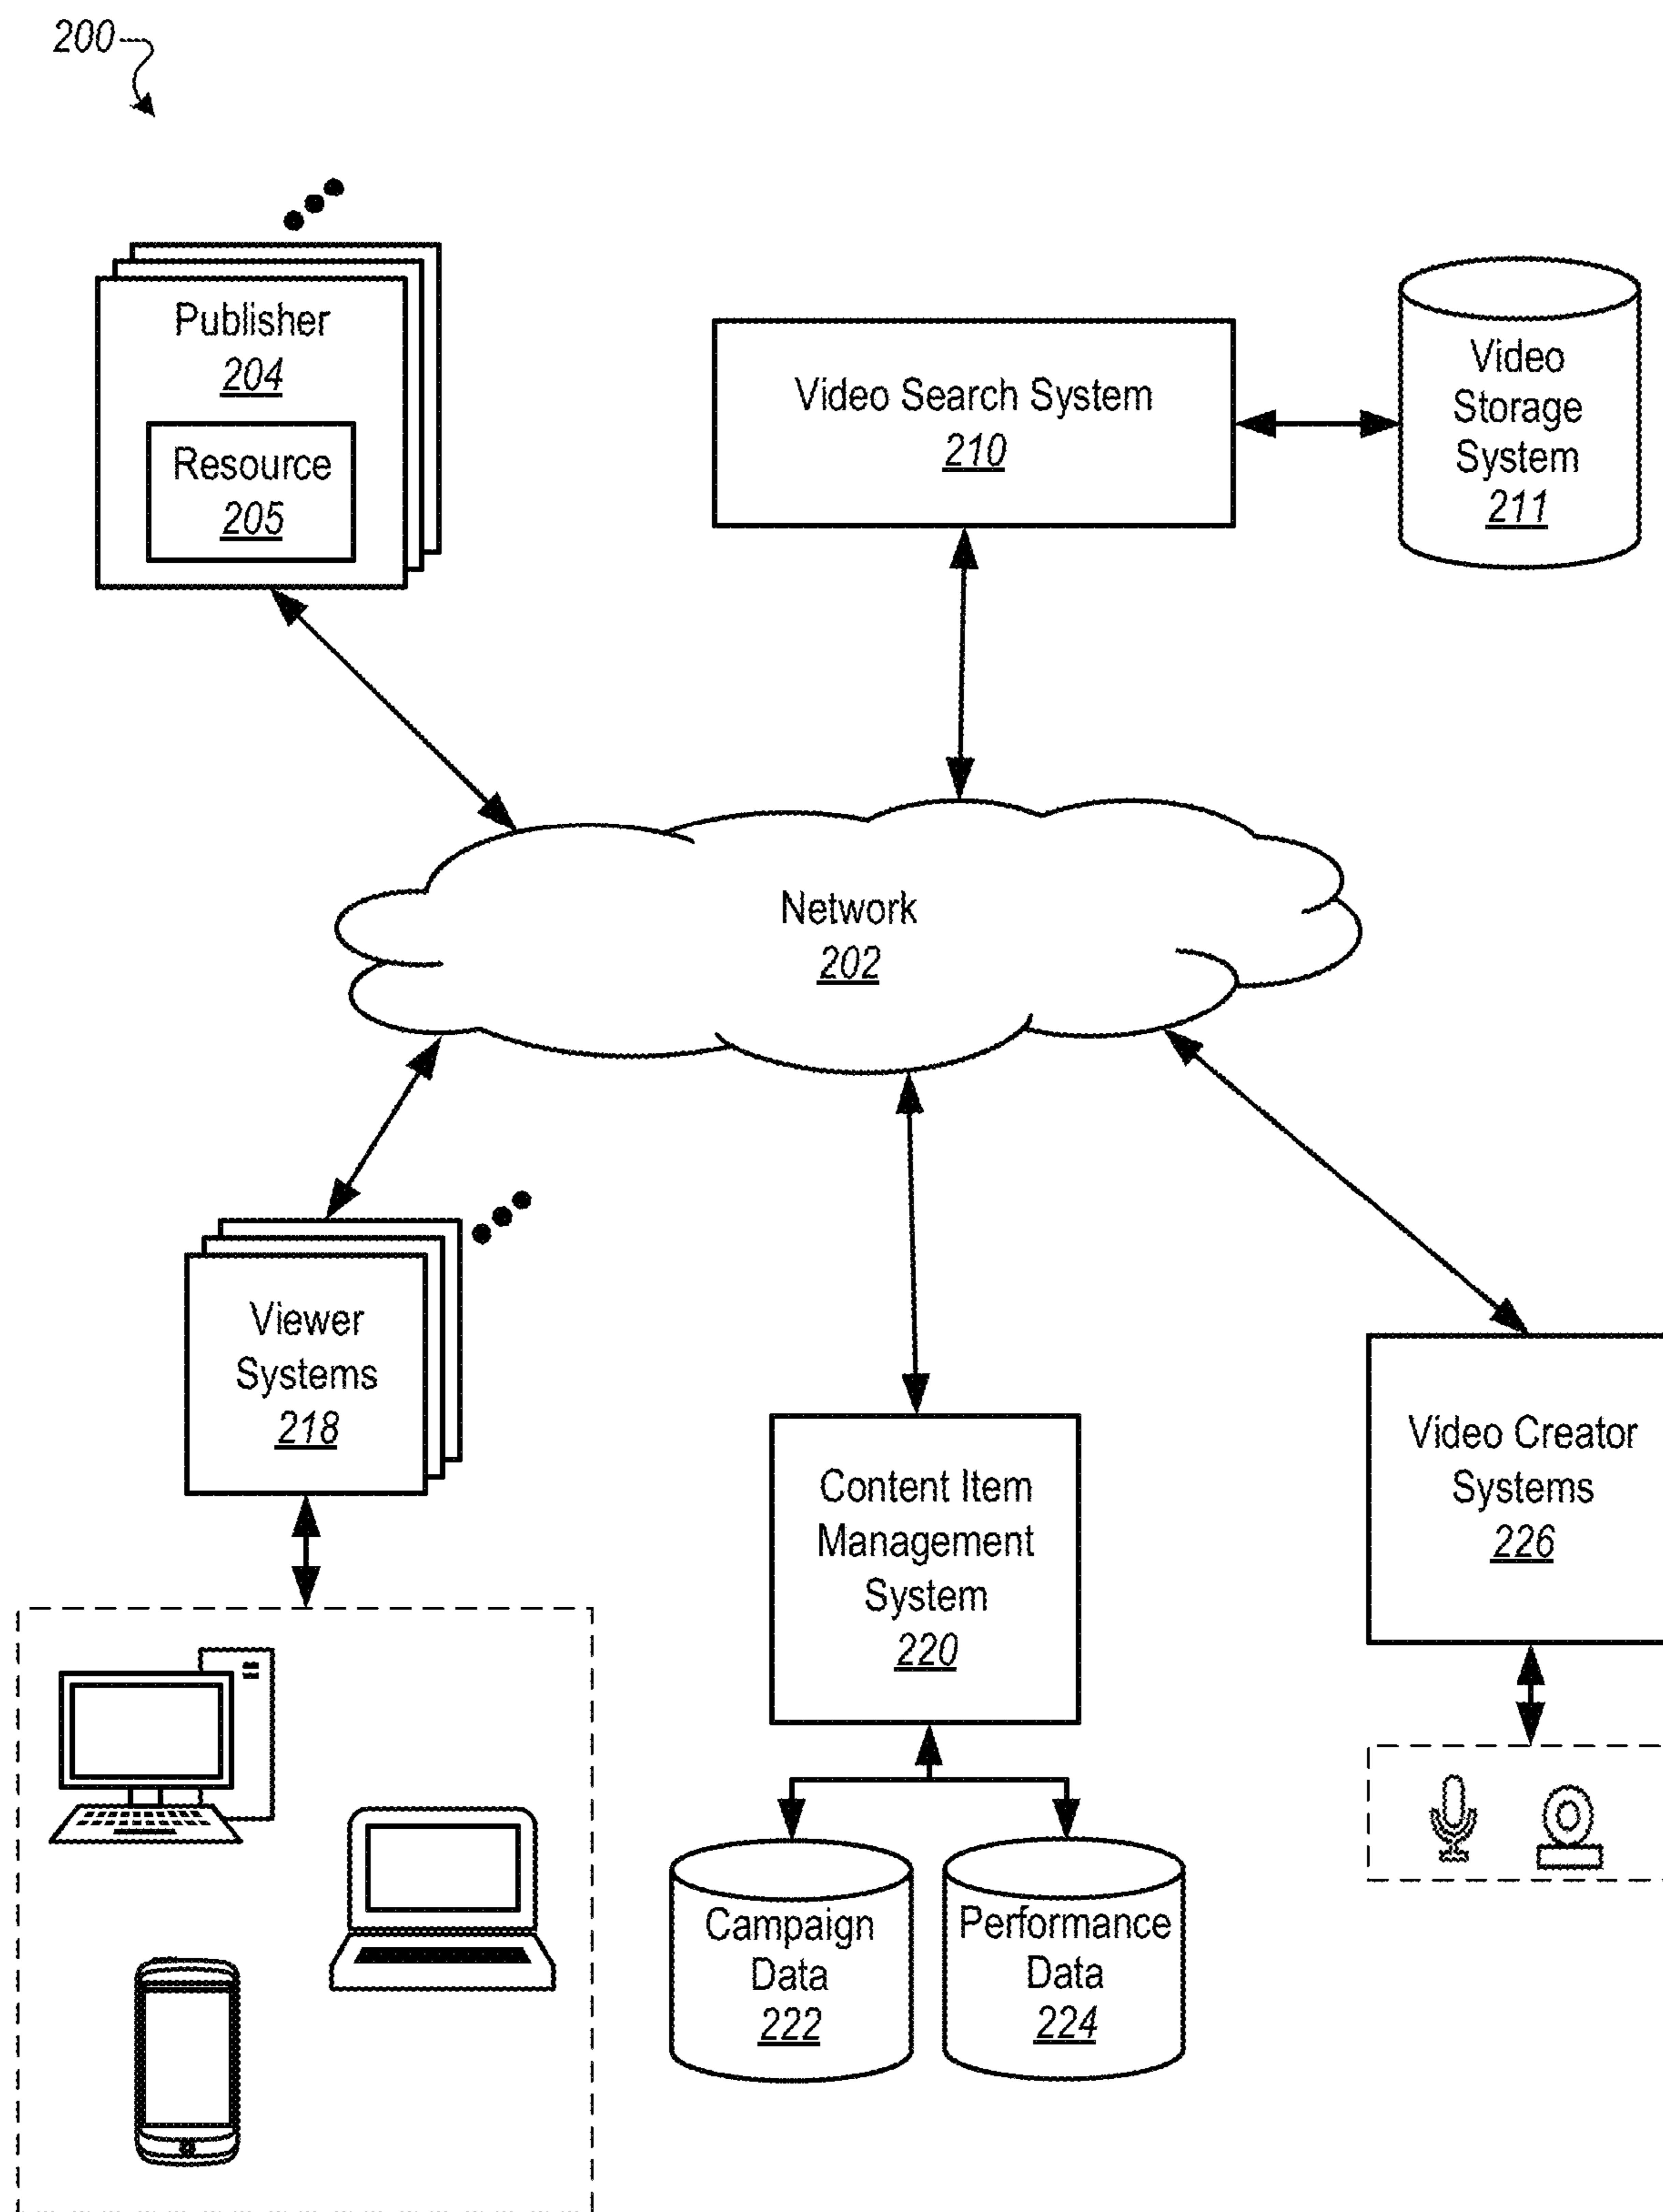 200
Publisher
204
Resource
205
Video Search System
210
Video
Storage
System
211
Network
202
Viewer
Systems
218
Content Item
Management
System
220
Video Creator
Systems
226
Campaign
Data
222
Performance
Data
224